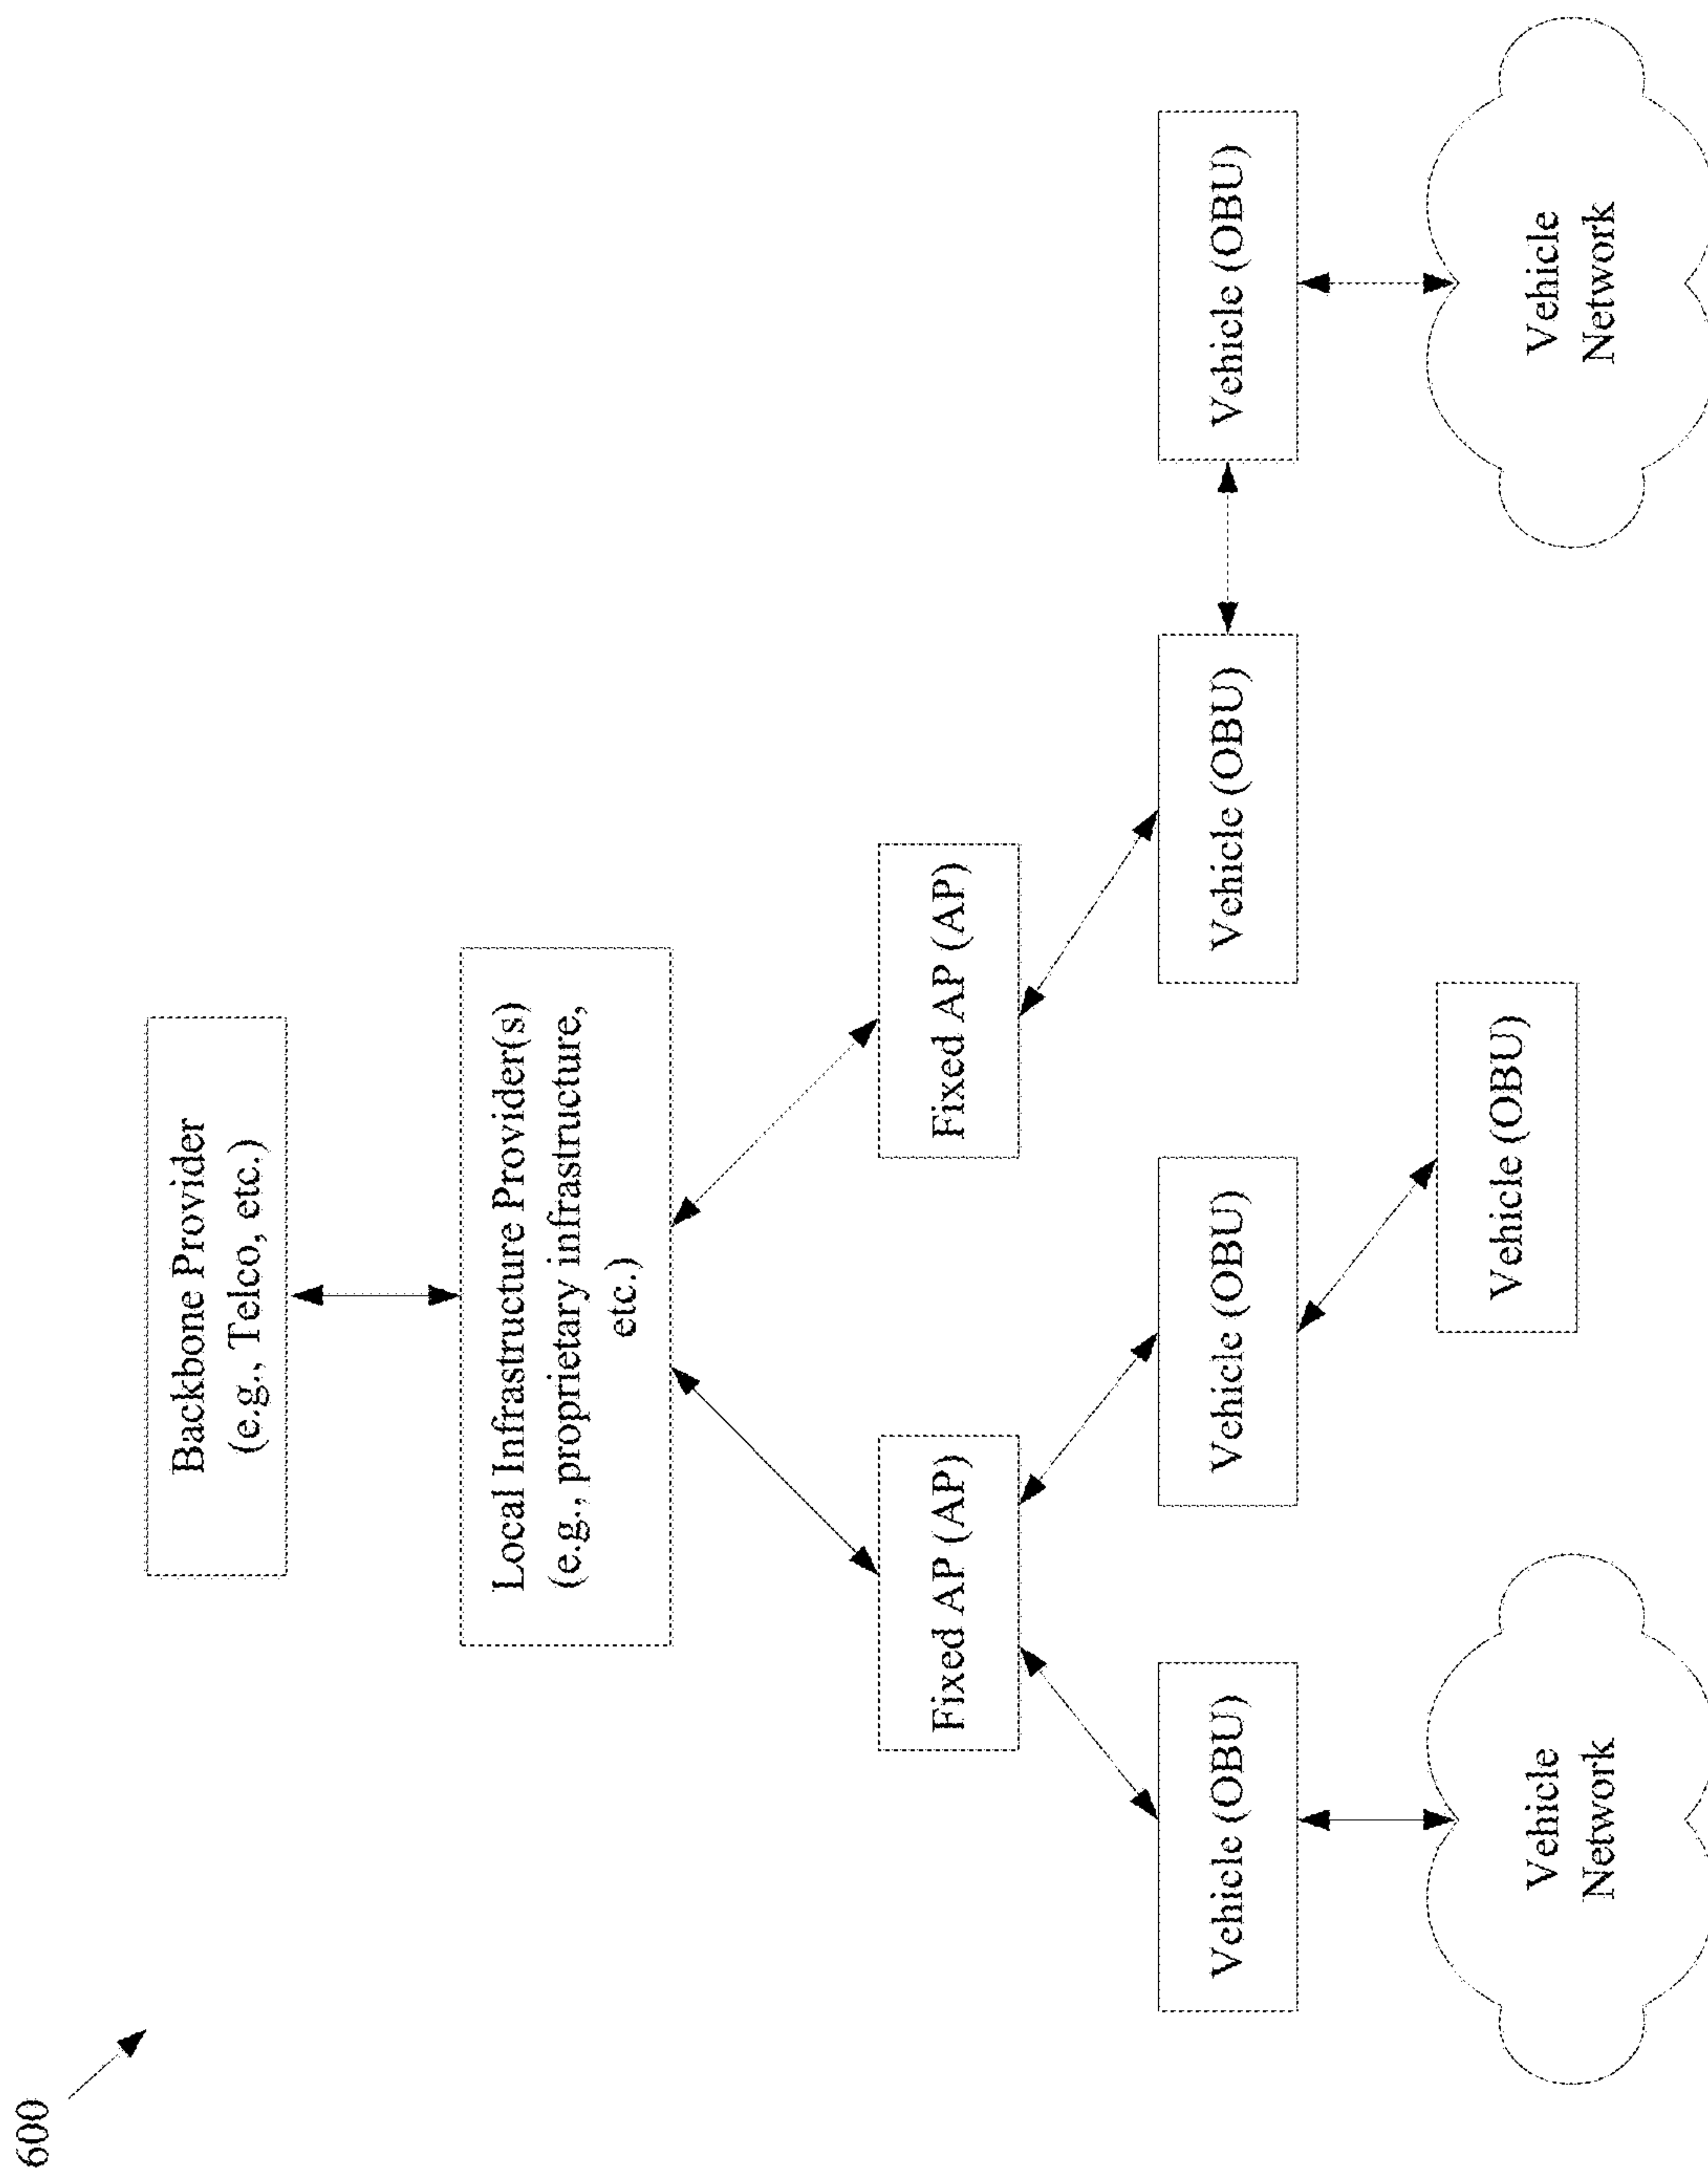 600
Backbone Provider
(e.g., Telco, etc.)
Local Infrastructure Provider(s)
(e.g., proprietary infrastructure,
etc.)
Fixed AP (AP)
Fixed AP (AP)
Vehicle (OBU)
Vehicle (OBU)
Vehicle (OBU)
Vehicle (OBU)
Vehicle (OBU)
Vehicle
Network
Vehicle
Network